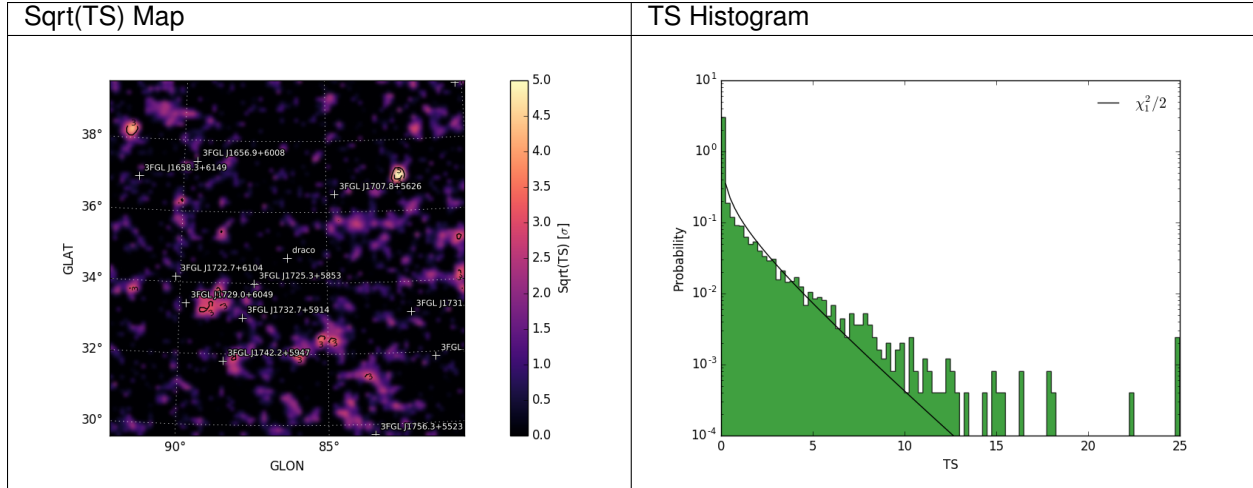 Sqrt(TS) Map
TS Histogram
38°
36°
34°
32°
30°
GLAT
90°
85°
GLON
3FGL J1656.9+6008
3FGL J1658.3+6149
3FGL J1707.8+5626
draco
3FGL J1722.7+6104
3FGL J1725.3+5853
3FGL J1729.0+6049
3FGL J1732.7+5914
3FGL J1731
3FGL
3FGL J1742.2+5947
3FGL J1756.3+5523
5.0
4.5
4.0
3.5
3.0
2.5
2.0
1.5
1.0
0.5
0.0
Sqrt(TS) [σ]
10¹
10⁰
10⁻¹
10⁻²
10⁻³
10⁻⁴
Probability
χ₁²/2
0 5 10 15 20 25
TS